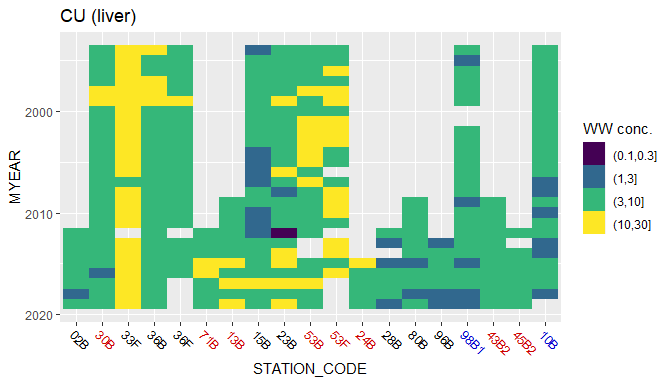 CU (liver)
MYEAR
2000
2010
2020
02B 30B 33F 36B 36F 71B 13B 15B 23B 53B 53F 24B 28B 80B 96B 98B1 43B2 45B2 10B
STATION_CODE
WW conc.
(0.1,0.3]
(1,3]
(3,10]
(10,30]